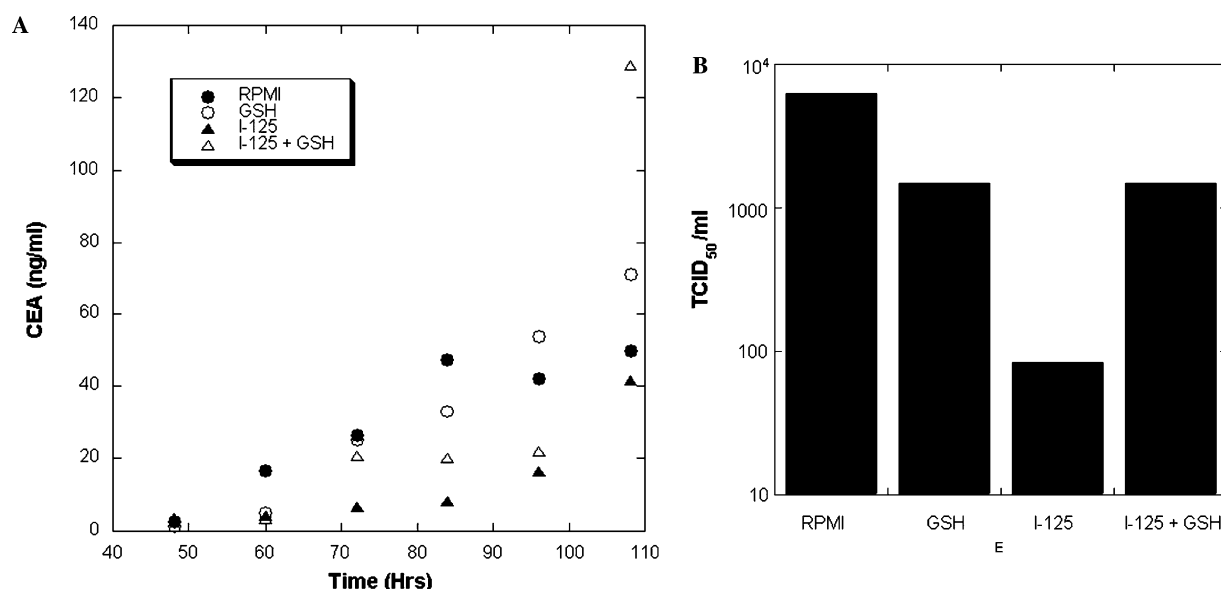 A
140
120
100
80
60
40
20
0
CEA (ng/ml)
RPMI
GSH
I-125
I-125 + GSH
40
50
60
70
80
90
100
110
Time (Hrs)
B
10⁴
1000
100
10
TCID₅₀/ml
RPMI
GSH
I-125
I-125 + GSH
E